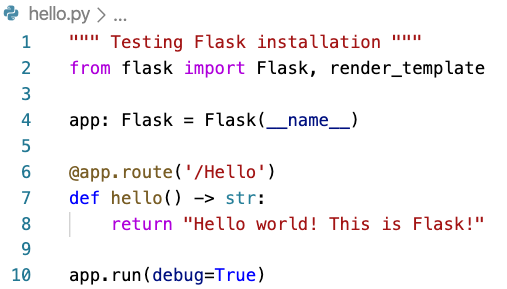 hello.py > ...
1 """ Testing Flask installation """
2 from flask import Flask, render_template
3
4 app: Flask = Flask(__name__)
5
6 @app.route('/Hello')
7 def hello() -> str:
8     return "Hello world! This is Flask!"
9
10 app.run(debug=True)